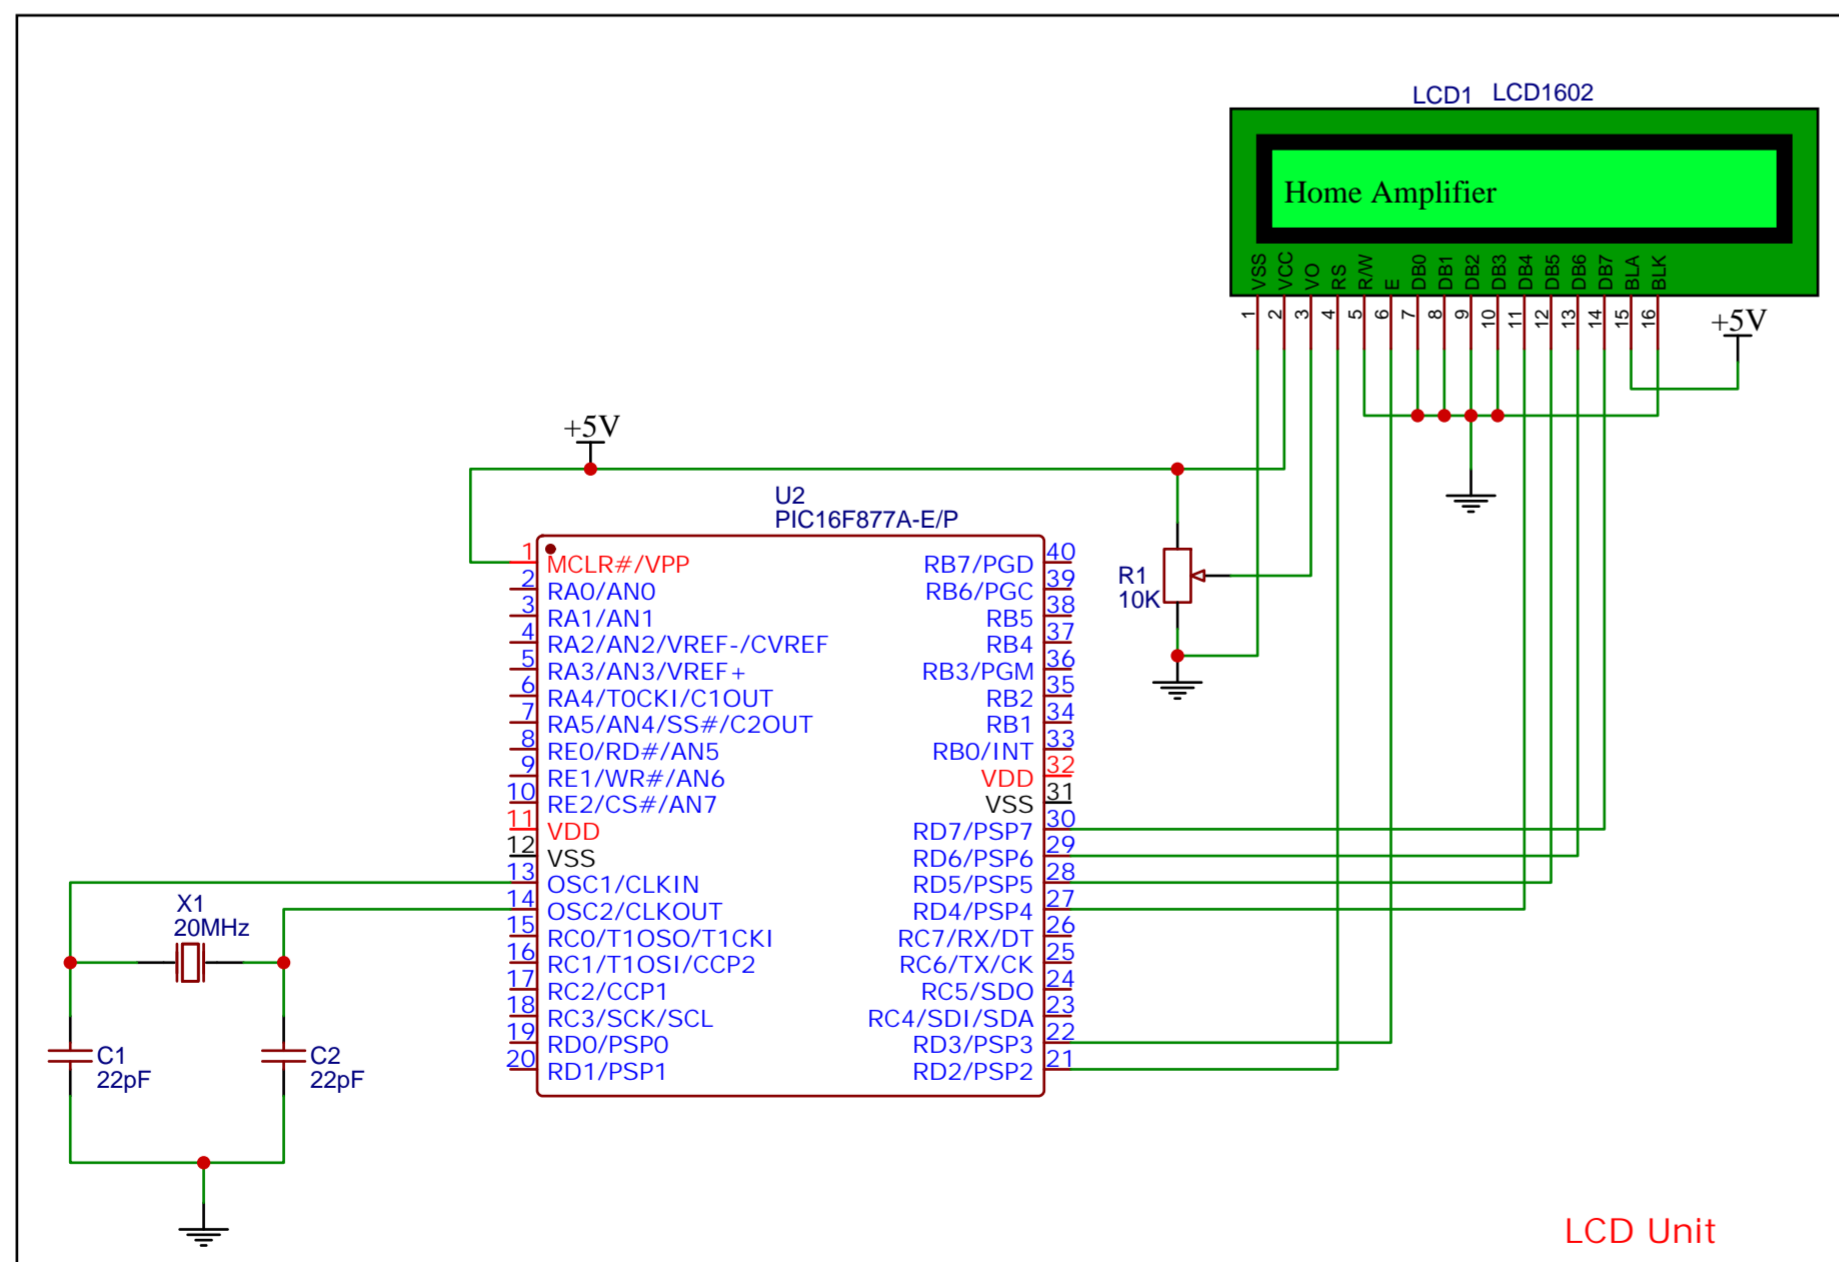 LCD1 LCD1602
Home Amplifier
VSS
VCC
VO
RS
R/W
E
DB0
DB1
DB2
DB3
DB4
DB5
DB6
DB7
BLA
BLK
1
2
3
4
5
6
7
8
9
10
11
12
13
14
15
16
+5V
+5V
U2
PIC16F877A-E/P
1 MCLR#/VPP
2 RA0/AN0
3 RA1/AN1
4 RA2/AN2/VREF-/CVREF
5 RA3/AN3/VREF+
6 RA4/T0CKI/C1OUT
7 RA5/AN4/SS#/C2OUT
8 RE0/RD#/AN5
9 RE1/WR#/AN6
10 RE2/CS#/AN7
11 VDD
12 VSS
13 OSC1/CLKIN
14 OSC2/CLKOUT
15 RC0/T1OSO/T1CKI
16 RC1/T1OSI/CCP2
17 RC2/CCP1
18 RC3/SCK/SCL
19 RD0/PSP0
20 RD1/PSP1
RB7/PGD 40
RB6/PGC 39
RB5 38
RB4 37
RB3/PGM 36
RB2 35
RB1 34
RB0/INT 33
VDD 32
VSS 31
RD7/PSP7 30
RD6/PSP6 29
RD5/PSP5 28
RD4/PSP4 27
RC7/RX/DT 26
RC6/TX/CK 25
RC5/SDO 24
RC4/SDI/SDA 23
RD3/PSP3 22
RD2/PSP2 21
R1
10K
X1
20MHz
C1
22pF
C2
22pF
LCD Unit